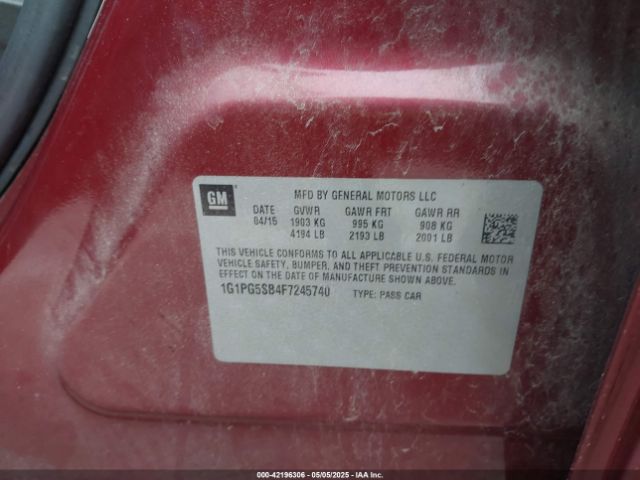 GM
MFD BY GENERAL MOTORS LLC
DATE GVWR GAWR FRT GAWR RR
04/15 1903 KG 995 KG 908 KG
4194 LB 2193 LB 2001 LB
THIS VEHICLE CONFORMS TO ALL APPLICABLE U.S. FEDERAL MOTOR
VEHICLE SAFETY, BUMPER, AND THEFT PREVENTION STANDARDS IN
EFFECT ON THE DATE OF MANUFACTURE SHOWN ABOVE.
1G1PG5SB4F7245740 TYPE: PASS CAR
000-42196306 - 05/05/2025 - IAA Inc.